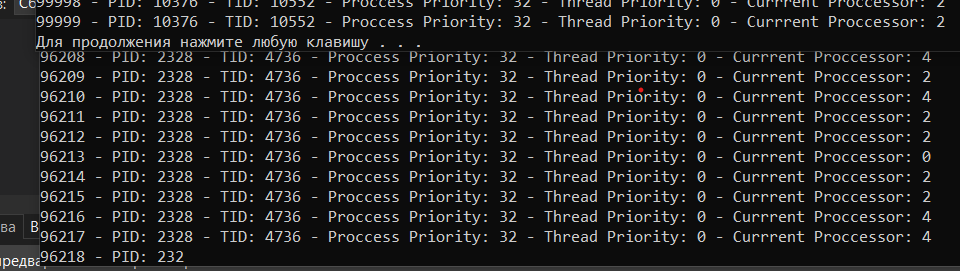 s: Се
99998 - PID: 10376 - TID: 10552 - Proccess Priority: 32 - Thread Priority: 0 - Currrent Proccessor: 2
99999 - PID: 10376 - TID: 10552 - Proccess Priority: 32 - Thread Priority: 0 - Currrent Proccessor: 2
Для продолжения нажмите любую клавишу . . .
96208 - PID: 2328 - TID: 4736 - Proccess Priority: 32 - Thread Priority: 0 - Currrent Proccessor: 4
96209 - PID: 2328 - TID: 4736 - Proccess Priority: 32 - Thread Priority: 0 - Currrent Proccessor: 2
96210 - PID: 2328 - TID: 4736 - Proccess Priority: 32 - Thread Priority: 0 - Currrent Proccessor: 4
96211 - PID: 2328 - TID: 4736 - Proccess Priority: 32 - Thread Priority: 0 - Currrent Proccessor: 2
96212 - PID: 2328 - TID: 4736 - Proccess Priority: 32 - Thread Priority: 0 - Currrent Proccessor: 2
96213 - PID: 2328 - TID: 4736 - Proccess Priority: 32 - Thread Priority: 0 - Currrent Proccessor: 0
96214 - PID: 2328 - TID: 4736 - Proccess Priority: 32 - Thread Priority: 0 - Currrent Proccessor: 2
96215 - PID: 2328 - TID: 4736 - Proccess Priority: 32 - Thread Priority: 0 - Currrent Proccessor: 2
96216 - PID: 2328 - TID: 4736 - Proccess Priority: 32 - Thread Priority: 0 - Currrent Proccessor: 4
96217 - PID: 2328 - TID: 4736 - Proccess Priority: 32 - Thread Priority: 0 - Currrent Proccessor: 4
96218 - PID: 232
ва В
редва